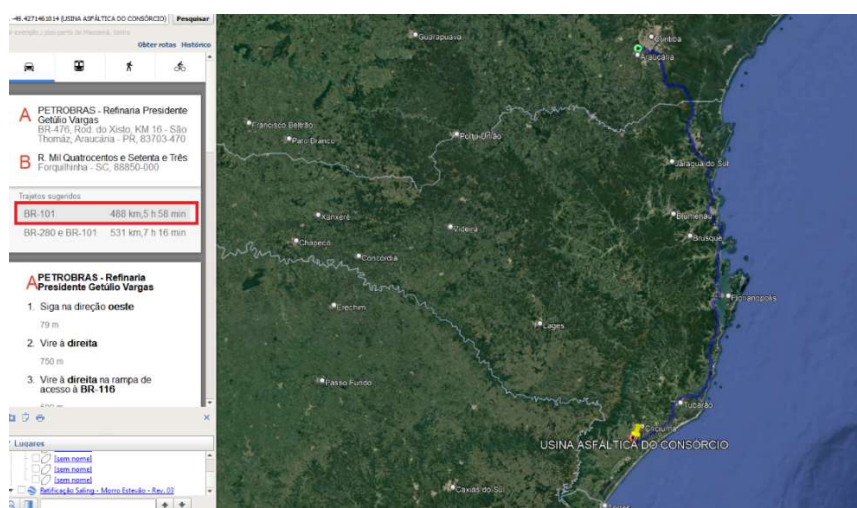 -49.4271461014 (USINA ASFÁLTICA DO CONSÓRCIO)
Pesquisar
Obter rotas Histórico
A PETROBRAS - Refinaria Presidente
Getúlio Vargas
BR-476, Rod. do Xisto, KM 16 - São
Thomáz, Araucária - PR, 83703-470
B R. Mil Quatrocentos e Setenta e Três
Forquilhinha - SC, 88850-000
Trajetos sugeridos
BR-101 488 km,5 h 58 min
BR-280 e BR-101 531 km,7 h 16 min
A PETROBRAS - Refinaria
Presidente Getúlio Vargas
1. Siga na direção oeste
79 m
2. Vire à direita
750 m
3. Vire à direita na rampa de
acesso à BR-116
Lugares
[sem nome]
[sem nome]
[sem nome]
Retificação Saling - Morro Estevão - Rev. 03
Guarapuava
Curitiba
Araucária
Francisco Beltrão
Pato Branco
Porto União
Jaraguá do Sul
Blumenau
Brusque
Xanxerê
Videira
Chapecó
Concórdia
Florianópolis
Erechim
Lages
Passo Fundo
Tubarão
Criciúma
USINA ASFÁLTICA DO CONSÓRCIO
Caxias do Sul
Torres